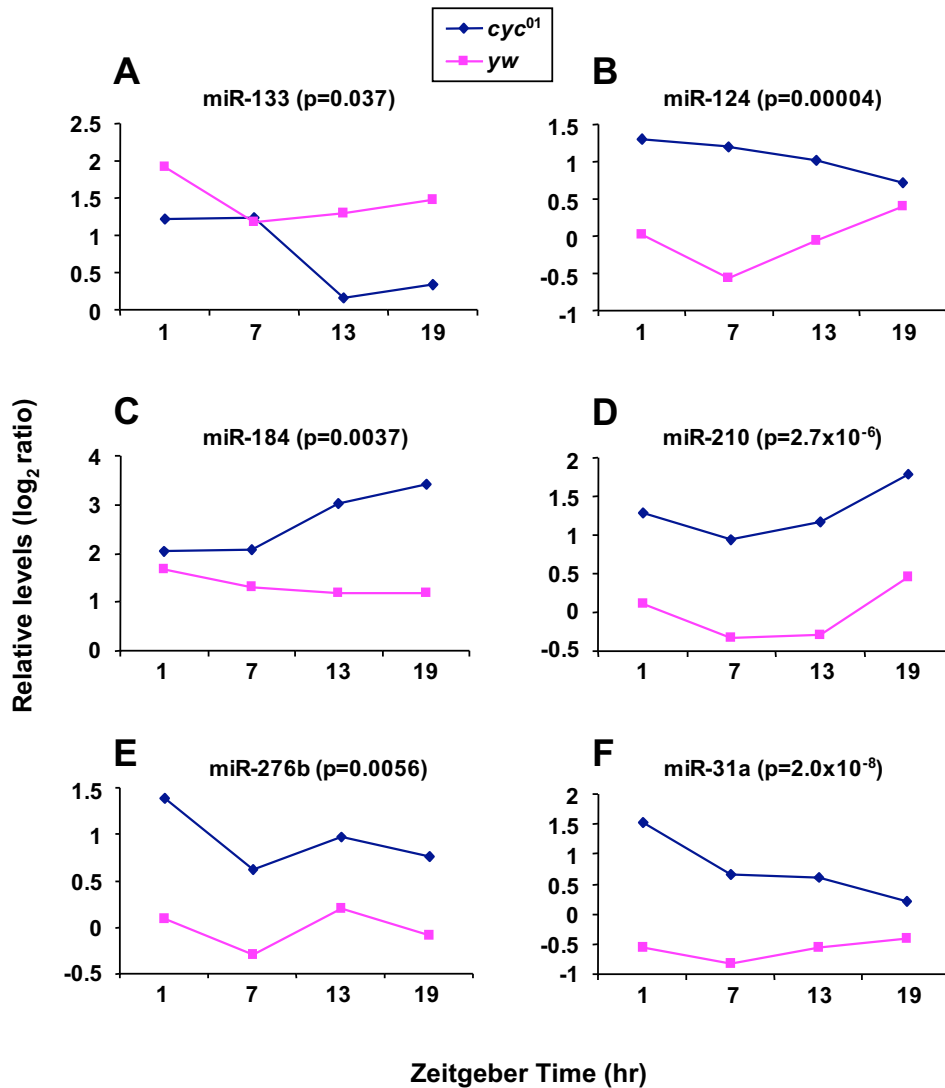 cyc⁰¹
yw
A
miR-133 (p=0.037)
2.5
2
1.5
1
0.5
0
1 7 13 19
B
miR-124 (p=0.00004)
1.5
1
0.5
0
-0.5
-1
1 7 13 19
Relative levels (log₂ ratio)
C
miR-184 (p=0.0037)
4
3
2
1
0
1 7 13 19
D
miR-210 (p=2.7x10⁻⁶)
2
1.5
1
0.5
0
-0.5
1 7 13 19
E
miR-276b (p=0.0056)
1.5
1
0.5
0
-0.5
1 7 13 19
F
miR-31a (p=2.0x10⁻⁸)
2
1.5
1
0.5
0
-0.5
-1
1 7 13 19
Zeitgeber Time (hr)